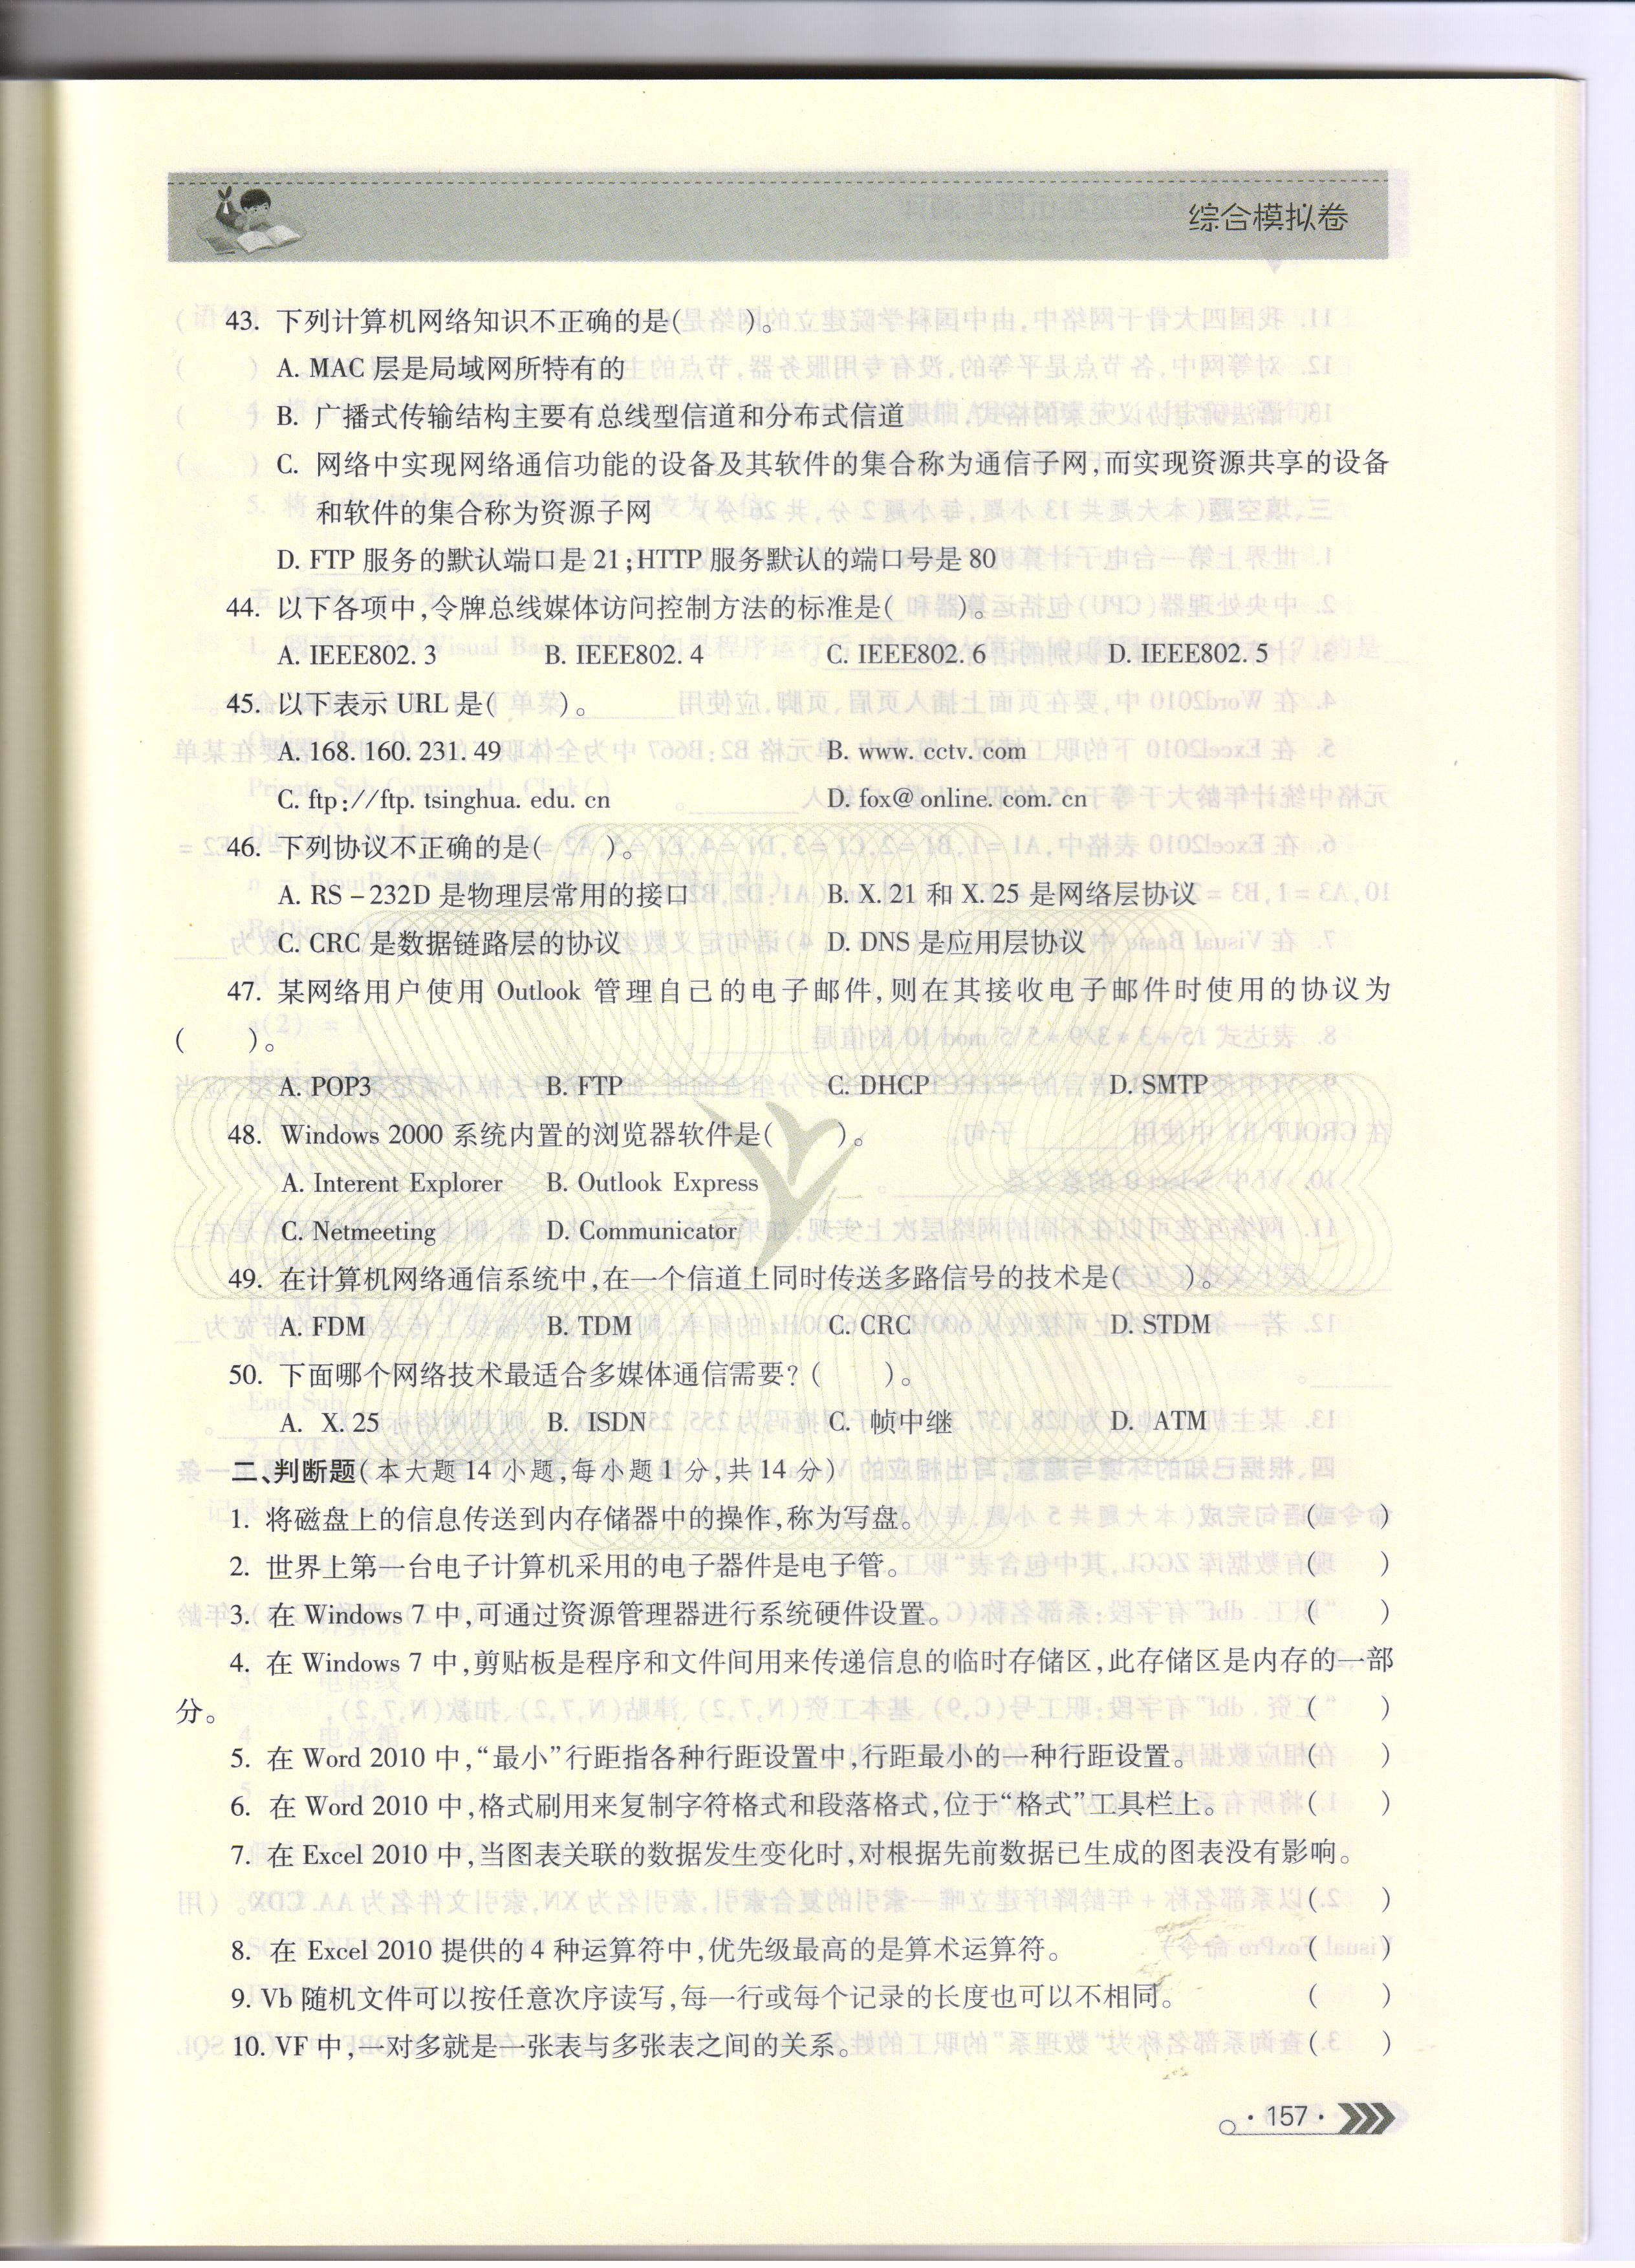 综合模拟卷
43. 下列计算机网络知识不正确的是(　　)。
A. MAC 层是局域网所特有的
B. 广播式传输结构主要有总线型信道和分布式信道
C. 网络中实现网络通信功能的设备及其软件的集合称为通信子网,而实现资源共享的设备
和软件的集合称为资源子网
D. FTP 服务的默认端口是 21;HTTP 服务默认的端口号是 80
44. 以下各项中,令牌总线媒体访问控制方法的标准是(　　)。
A. IEEE802. 3　B. IEEE802. 4　C. IEEE802. 6　D. IEEE802. 5
45. 以下表示 URL 是(　　)。
A. 168. 160. 231. 49　B. www. cctv. com
C. ftp://ftp. tsinghua. edu. cn　D. fox@ online. com. cn
46. 下列协议不正确的是(　　)。
A. RS－232D 是物理层常用的接口　B. X. 21 和 X. 25 是网络层协议
C. CRC 是数据链路层的协议　D. DNS 是应用层协议
47. 某网络用户使用 Outlook 管理自己的电子邮件,则在其接收电子邮件时使用的协议为
(　　)。
A. POP3　B. FTP　C. DHCP　D. SMTP
48. Windows 2000 系统内置的浏览器软件是(　　)。
A. Interent Explorer　B. Outlook Express
C. Netmeeting　D. Communicator
49. 在计算机网络通信系统中,在一个信道上同时传送多路信号的技术是(　　)。
A. FDM　B. TDM　C. CRC　D. STDM
50. 下面哪个网络技术最适合多媒体通信需要? (　　)。
A. X. 25　B. ISDN　C. 帧中继　D. ATM
二、判断题(本大题 14 小题,每小题 1 分,共 14 分)
1. 将磁盘上的信息传送到内存储器中的操作,称为写盘。(　　)
2. 世界上第一台电子计算机采用的电子器件是电子管。(　　)
3. 在 Windows 7 中,可通过资源管理器进行系统硬件设置。(　　)
4. 在 Windows 7 中,剪贴板是程序和文件间用来传递信息的临时存储区,此存储区是内存的一部
分。(　　)
5. 在 Word 2010 中,“最小”行距指各种行距设置中,行距最小的一种行距设置。(　　)
6. 在 Word 2010 中,格式刷用来复制字符格式和段落格式,位于“格式”工具栏上。(　　)
7. 在 Excel 2010 中,当图表关联的数据发生变化时,对根据先前数据已生成的图表没有影响。
(　　)
8. 在 Excel 2010 提供的 4 种运算符中,优先级最高的是算术运算符。(　　)
9. Vb 随机文件可以按任意次序读写,每一行或每个记录的长度也可以不相同。(　　)
10. VF 中,一对多就是一张表与多张表之间的关系。(　　)
· 157 ·